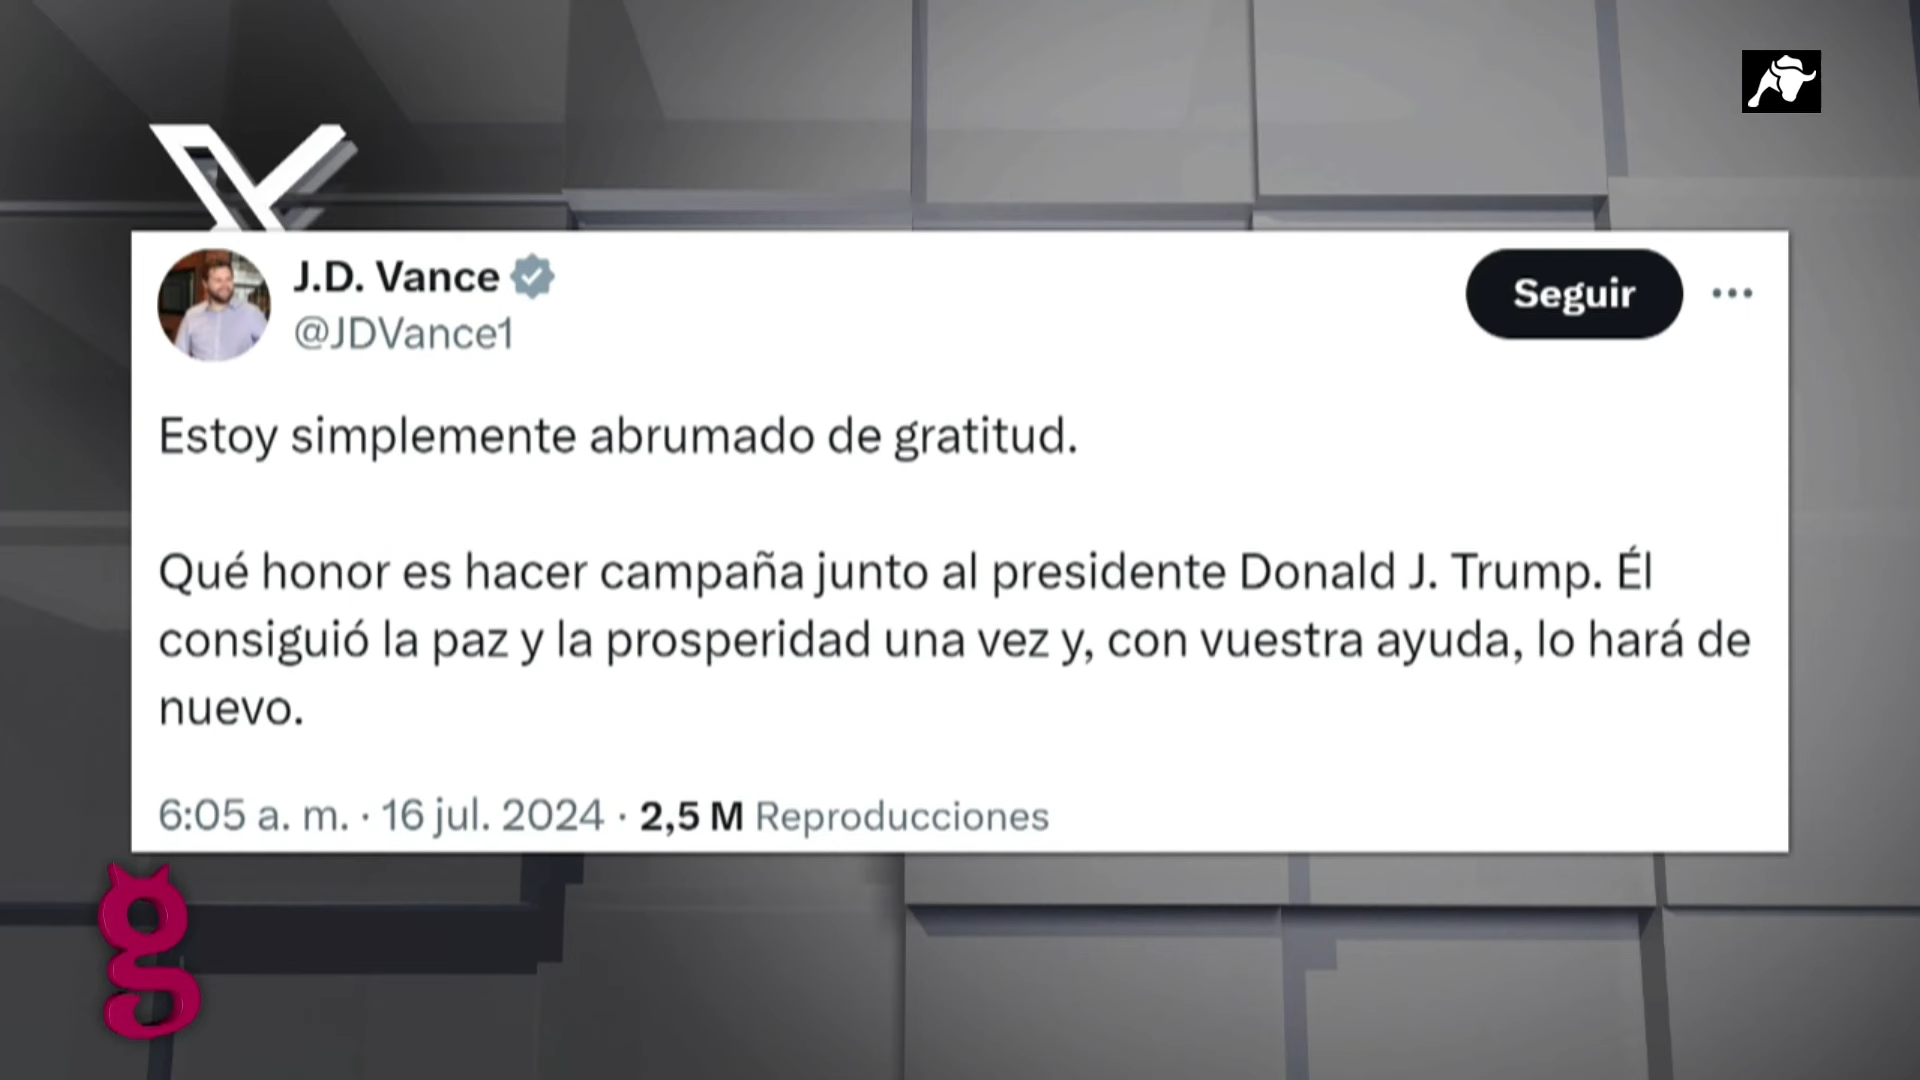 J.D. Vance
@JDVance1
Seguir
Estoy simplemente abrumado de gratitud.
Qué honor es hacer campaña junto al presidente Donald J. Trump. Él
consiguió la paz y la prosperidad una vez y, con vuestra ayuda, lo hará de
nuevo.
6:05 a. m. · 16 jul. 2024 · 2,5 M Reproducciones
g